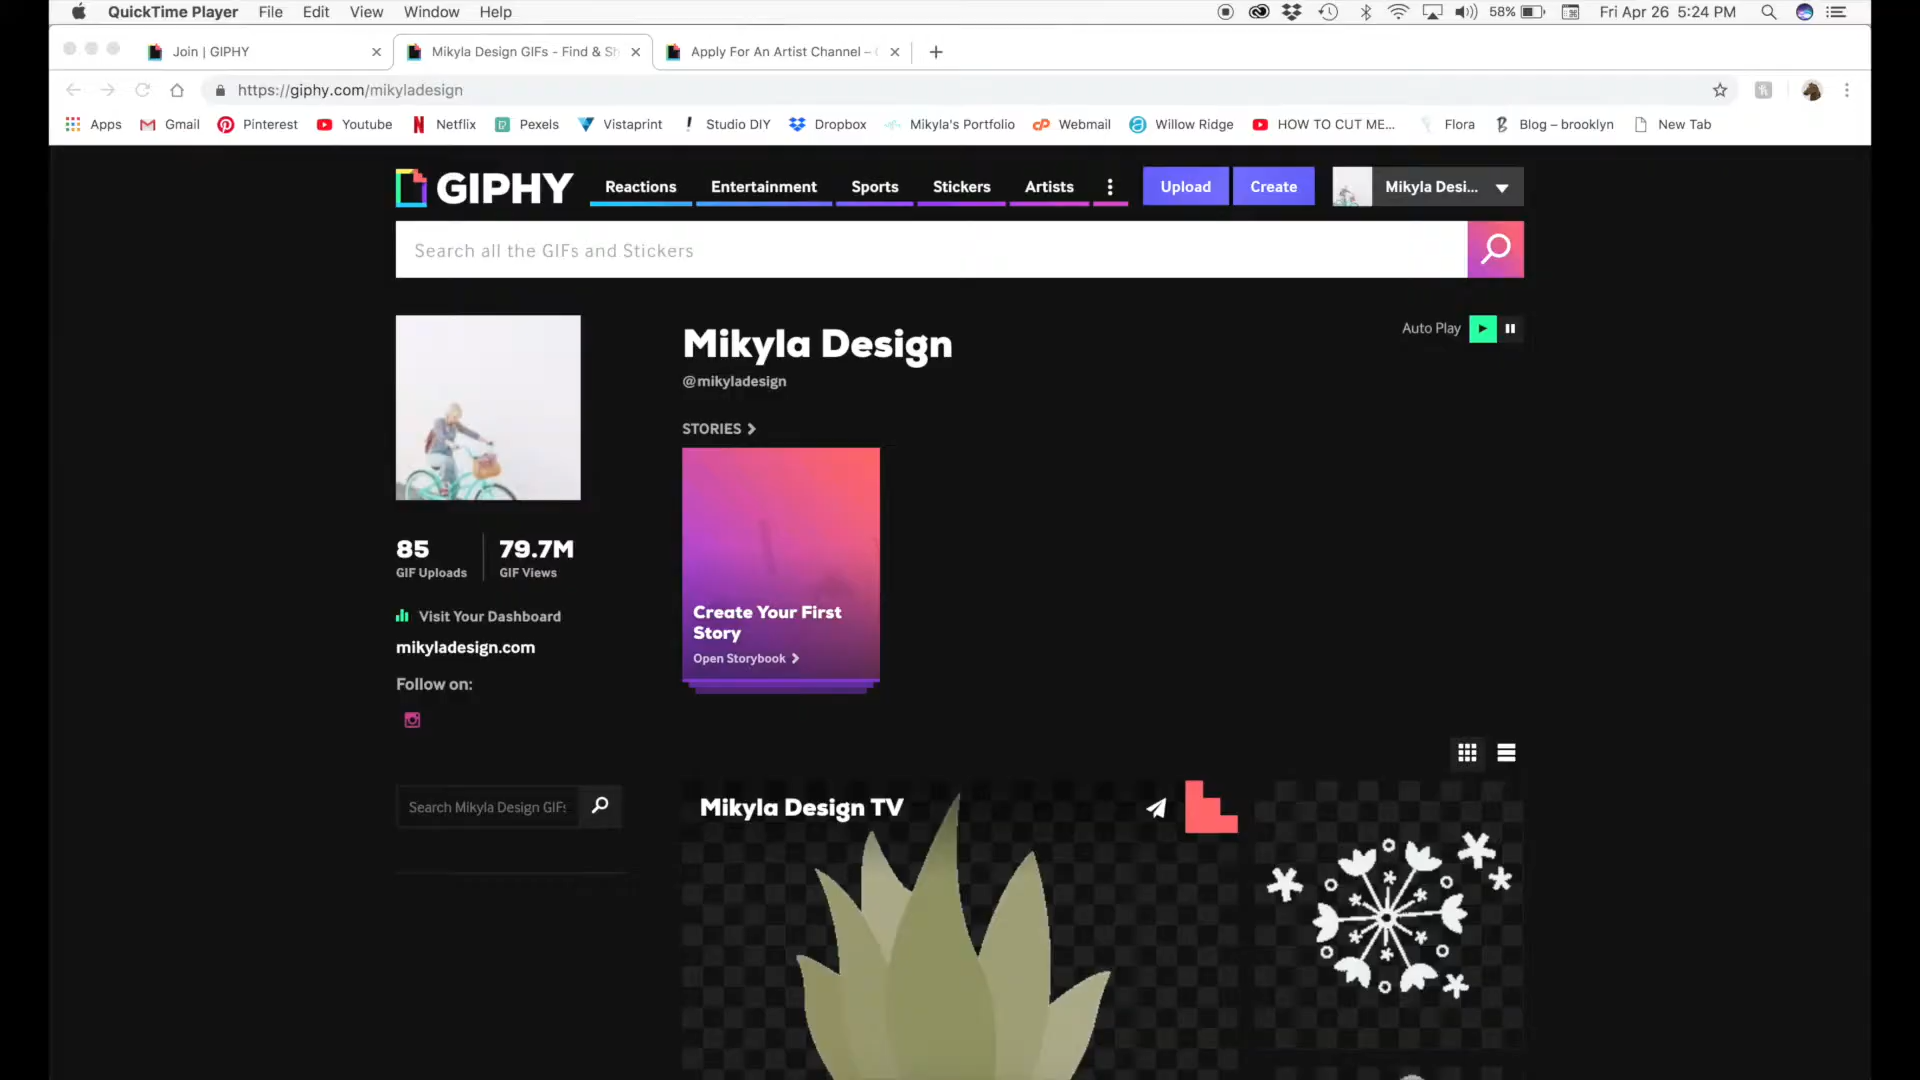 QuickTime Player File Edit View Window Help 58% Fri Apr 26 5:24 PM
Join | GIPHY Mikyla Design GIFs - Find & Sh Apply For An Artist Channel –
https://giphy.com/mikyladesign
Apps Gmail Pinterest Youtube Netflix Pexels Vistaprint Studio DIY Dropbox Mikyla's Portfolio Webmail Willow Ridge HOW TO CUT ME... Flora Blog – brooklyn New Tab
GIPHY Reactions Entertainment Sports Stickers Artists Upload Create Mikyla Desi...
Search all the GIFs and Stickers
Mikyla Design
Auto Play
@mikyladesign
STORIES
Create Your First
Story
Open Storybook
85 79.7M
GIF Uploads GIF Views
Visit Your Dashboard
mikyladesign.com
Follow on:
Search Mikyla Design GIFs
Mikyla Design TV